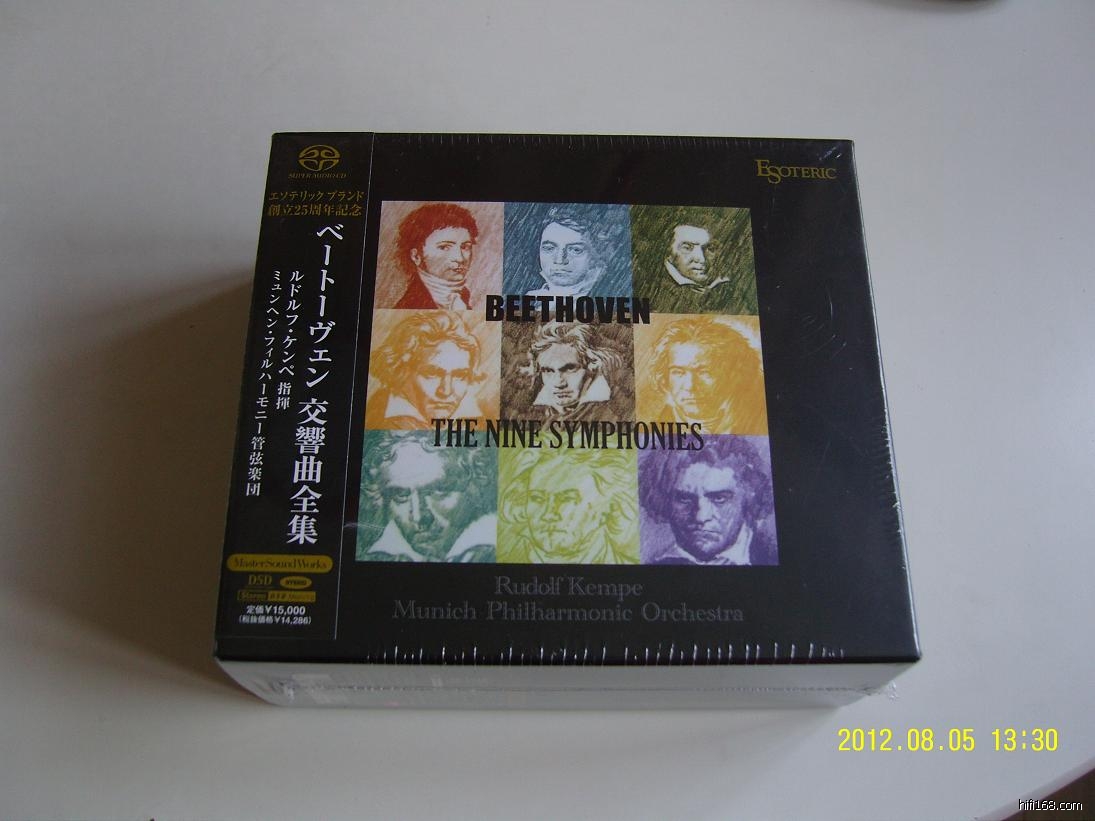 SUPER AUDIO CD
エソテリック ブランド
創立25周年記念
ベートーヴェン 交響曲全集
ルドルフ・ケンペ 指揮
ミュンヘン・フィルハーモニー管弦楽団
MasterSoundWorks
DSD
HYBRID
Stereo
定価¥15,000
(税抜価格¥14,286)
ESOTERIC
BEETHOVEN
THE NINE SYMPHONIES
Rudolf Kempe
Munich Philharmonic Orchestra
2012.08.05 13:30
hifi168.com